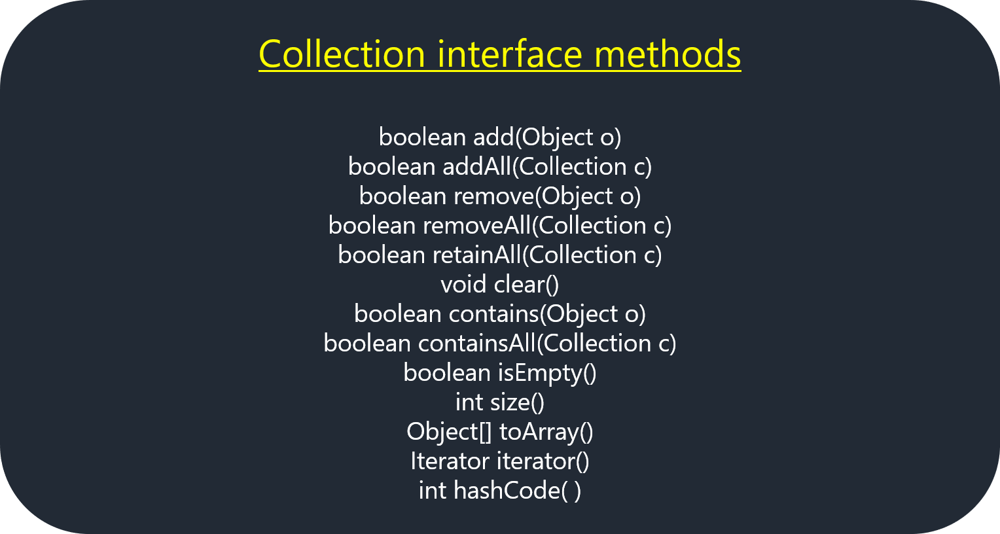 Collection interface methods
boolean add(Object o)
boolean addAll(Collection c)
boolean remove(Object o)
boolean removeAll(Collection c)
boolean retainAll(Collection c)
void clear()
boolean contains(Object o)
boolean containsAll(Collection c)
boolean isEmpty()
int size()
Object[] toArray()
Iterator iterator()
int hashCode( )